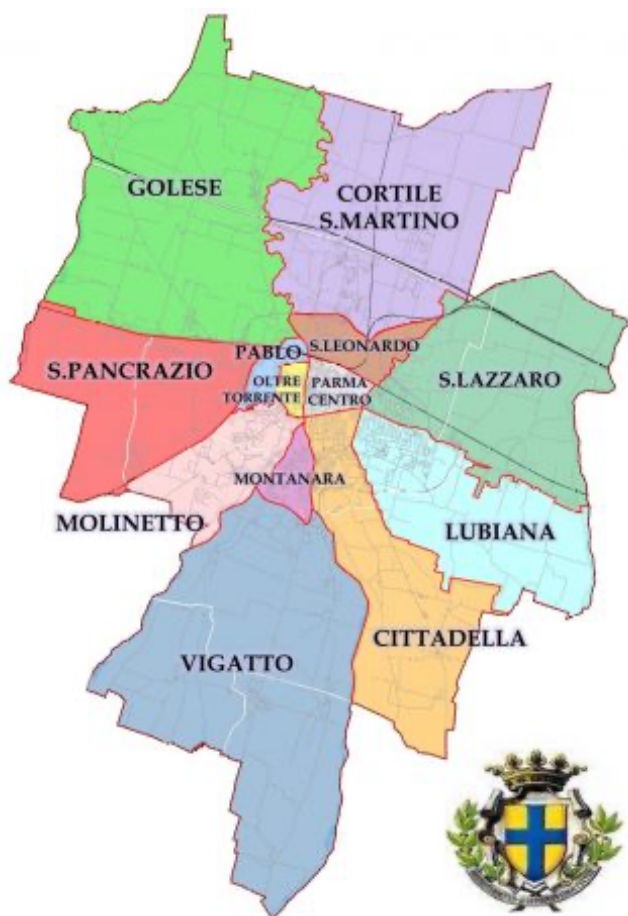 GOLESE
CORTILE
S.MARTINO
S.PANCRAZIO
PABLO
S.LEONARDO
S.LAZZARO
OLTRE
TORRENTE
PARMA
CENTRO
MONTANARA
MOLINETTO
LUBIANA
CITTADELLA
VIGATTO